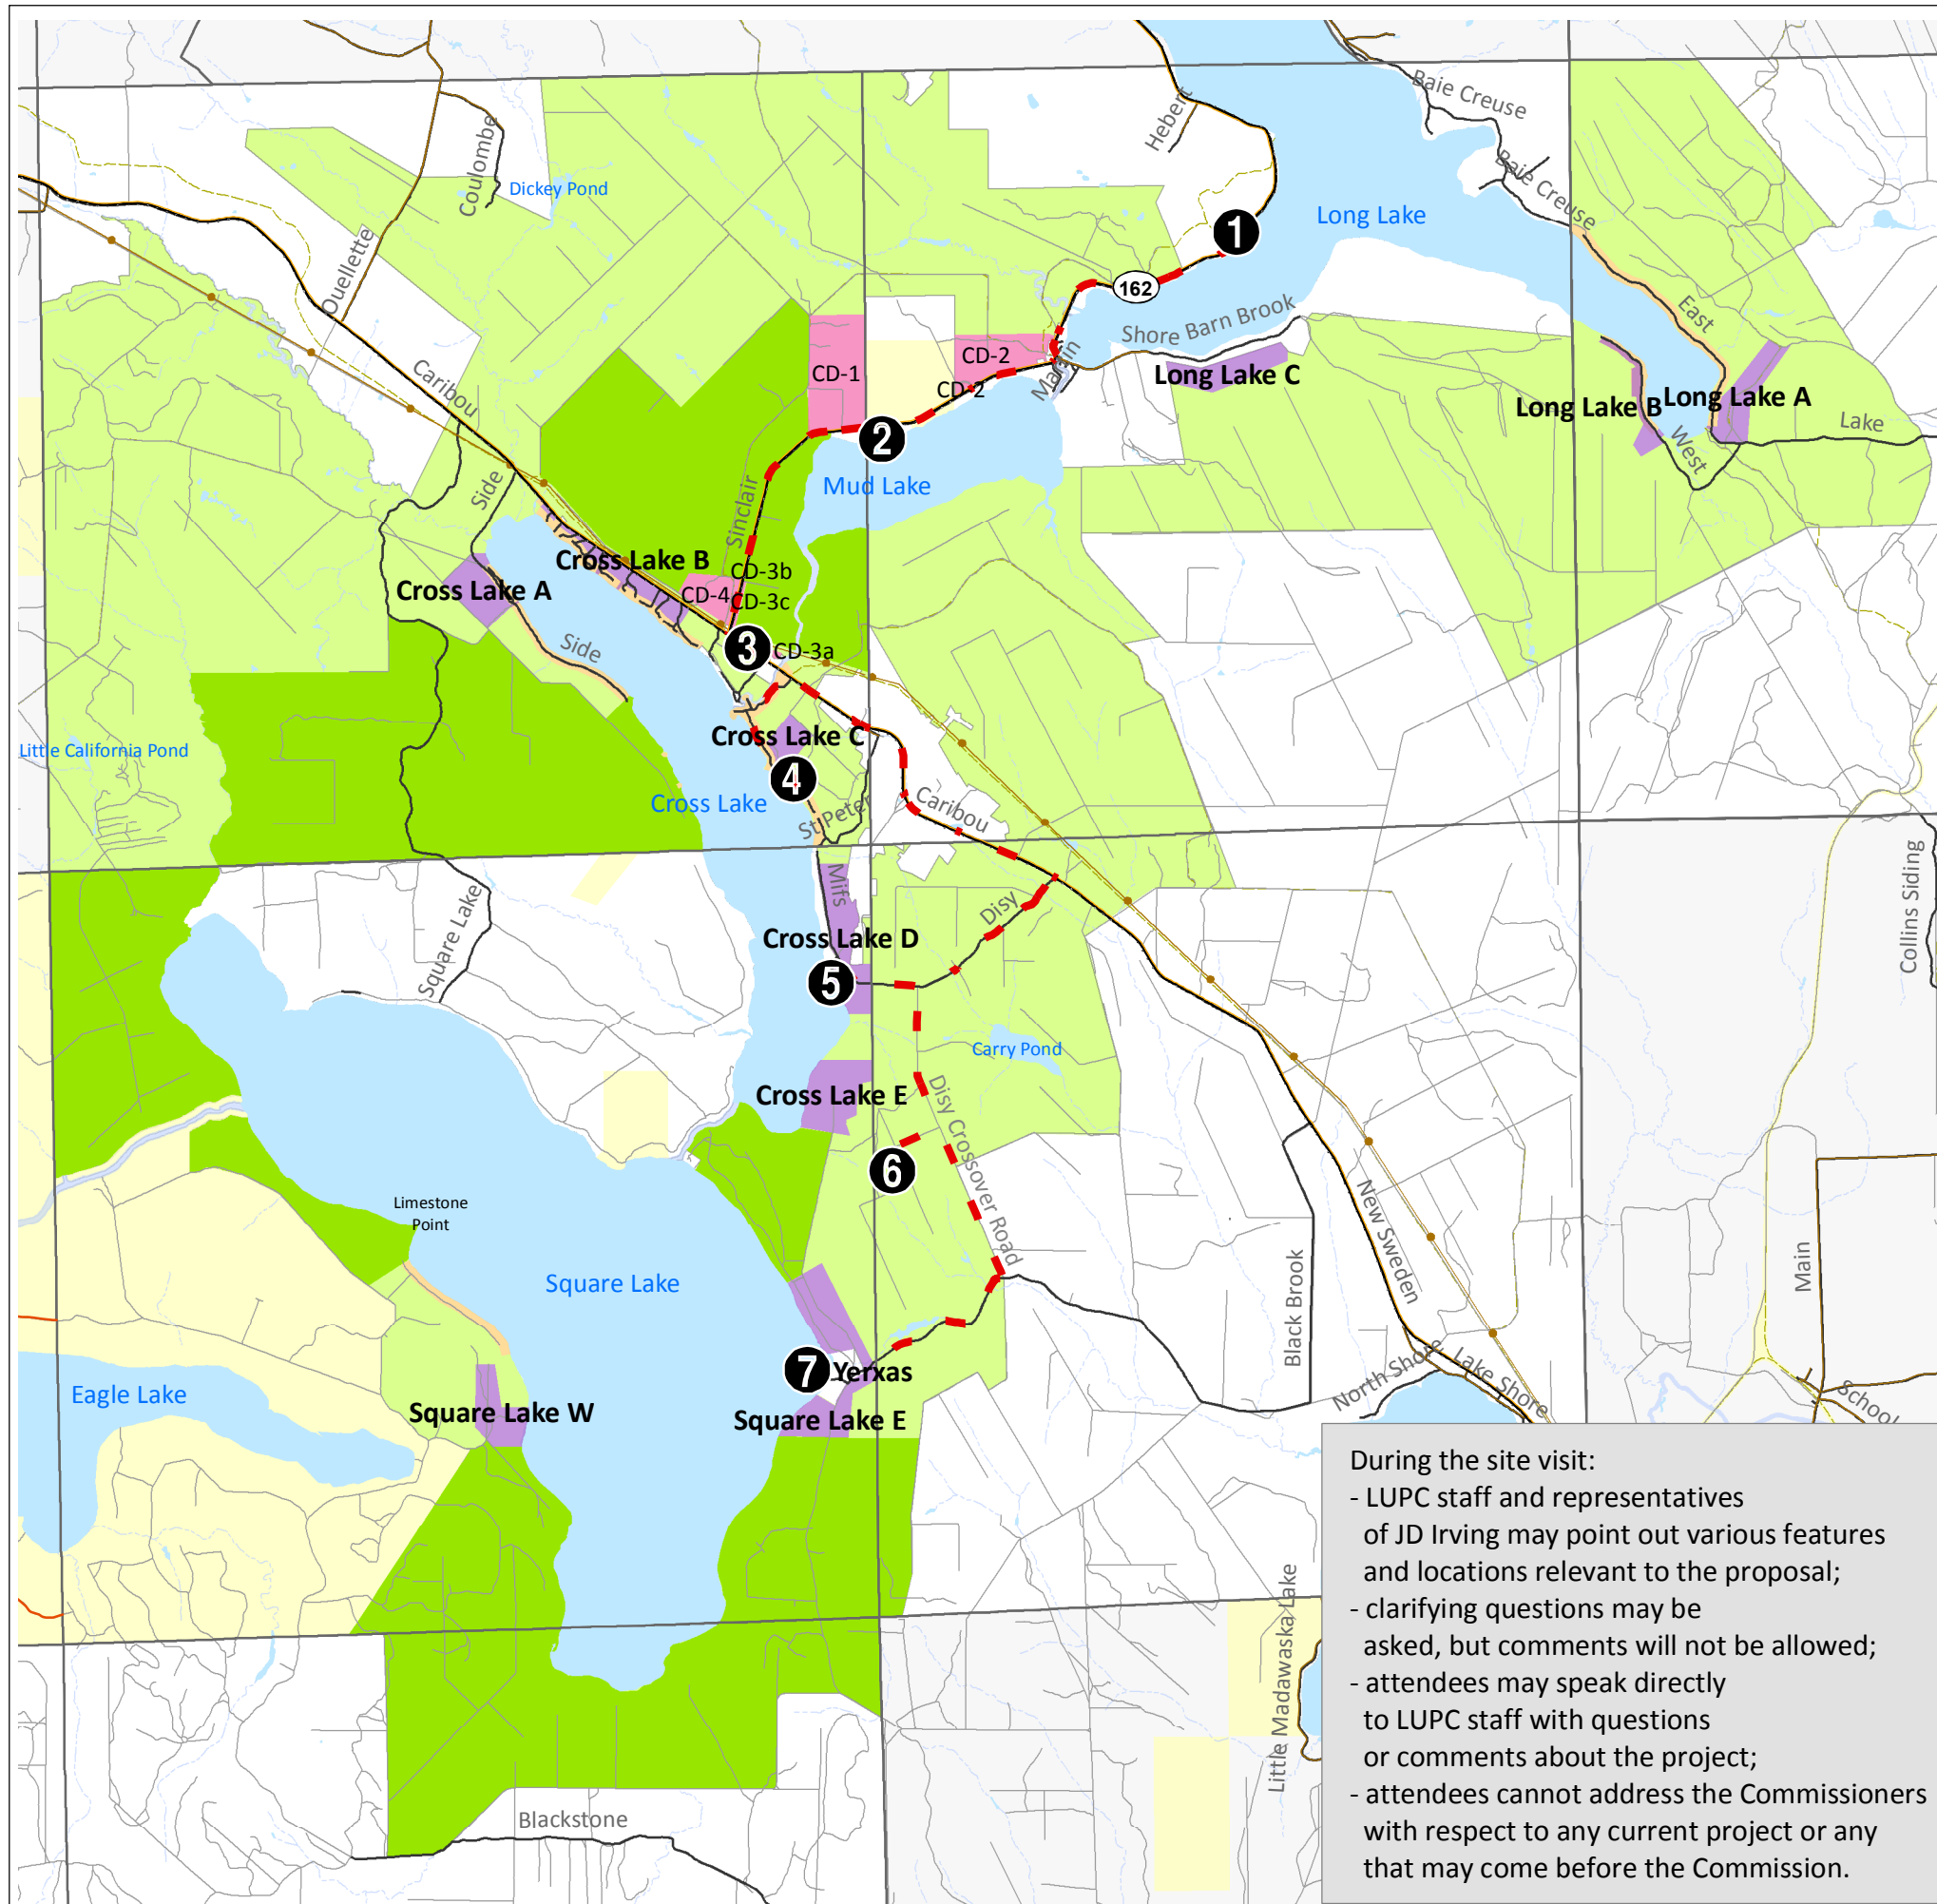 Baie Creuse
Hebert
Coulombe
Dickey Pond
Baie Creuse
Long Lake
1
Ouellette
162
East
Shore Barn Brook
CD-2
Martin
CD-1
Caribou
Long Lake C
CD-2
Long Lake B
Long Lake A
Lake
2
West
Side
Mud Lake
Sinclair
Cross Lake B
CD-3b
Cross Lake A
CD-4
CD-3c
3
CD-3a
Side
Cross Lake C
Little California Pond
4
Cross Lake
St Peter
Caribou
Mifs
Disy
Collins Siding
Square Lake
Cross Lake D
5
Carry Pond
Cross Lake E
Disy Crossover Road
6
Limestone
Point
New Sweden
Square Lake
Black Brook
Main
7
Yerxas
North Shore
Lake Shore
Eagle Lake
Square Lake W
Square Lake E
School
Little Madawaska Lake
Blackstone
During the site visit:
- LUPC staff and representatives
of JD Irving may point out various features
and locations relevant to the proposal;
- clarifying questions may be
asked, but comments will not be allowed;
- attendees may speak directly
to LUPC staff with questions
or comments about the project;
- attendees cannot address the Commissioners
with respect to any current project or any
that may come before the Commission.